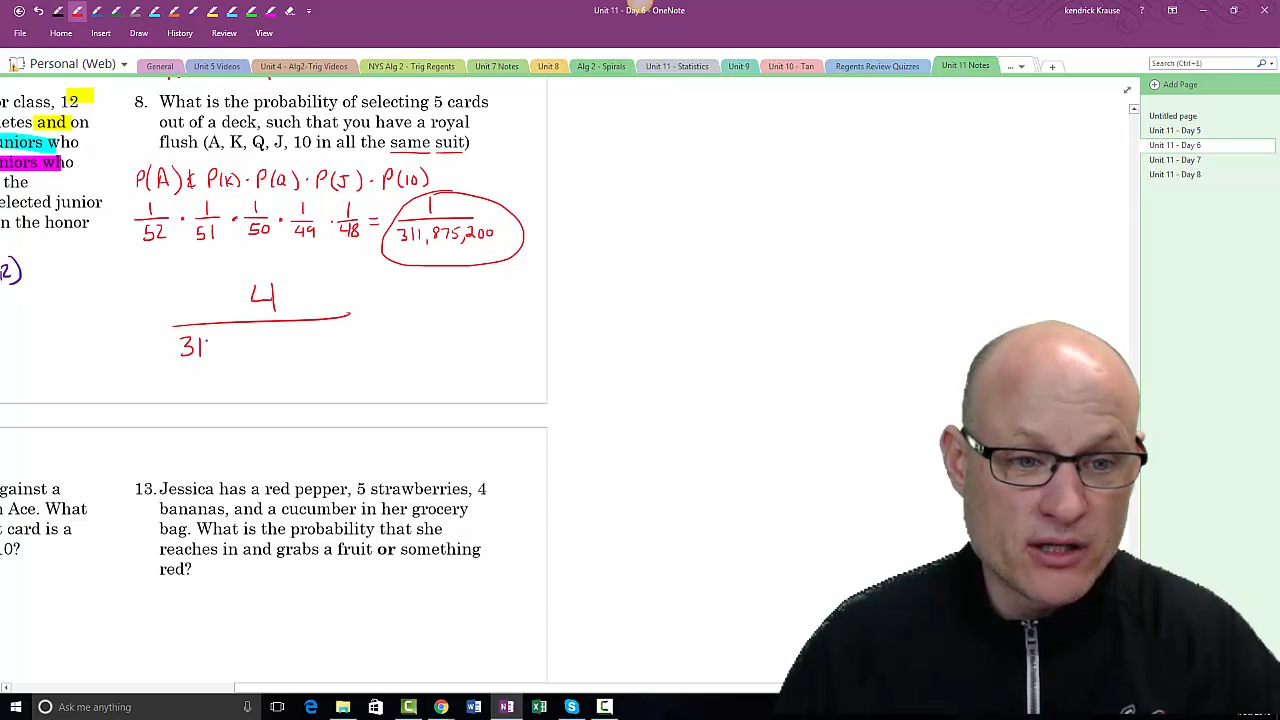 Unit 11 - Day 6 - OneNote
kendrick Krause
File Home Insert Draw History Review View
Personal (Web)
General
Unit 5 Videos
Unit 4 - Alg2-Trig Videos
NYS Alg 2 - Trig Regents
Unit 7 Notes
Unit 8
Alg 2 - Spirals
Unit 11 - Statistics
Unit 9
Unit 10 - Tan
Regents Review Quizzes
Unit 11 Notes
Search (Ctrl+E)
Add Page
Untitled page
Unit 11 - Day 5
Unit 11 - Day 6
Unit 11 - Day 7
Unit 11 - Day 8
or class, 12
letes and on
uniors who
niors wh
the
elected junior
n the honor
12)
8. What is the probability of selecting 5 cards
out of a deck, such that you have a royal
flush (A, K, Q, J, 10 in all the same suit)
P(A) & P(K) · P(Q) · P(J) · P(10)
1/52 · 1/51 · 1/50 · 1/49 · 1/48 = 1/311,875,200
4
31
gainst a
n Ace. What
t card is a
10?
13. Jessica has a red pepper, 5 strawberries, 4
bananas, and a cucumber in her grocery
bag. What is the probability that she
reaches in and grabs a fruit or something
red?
Ask me anything